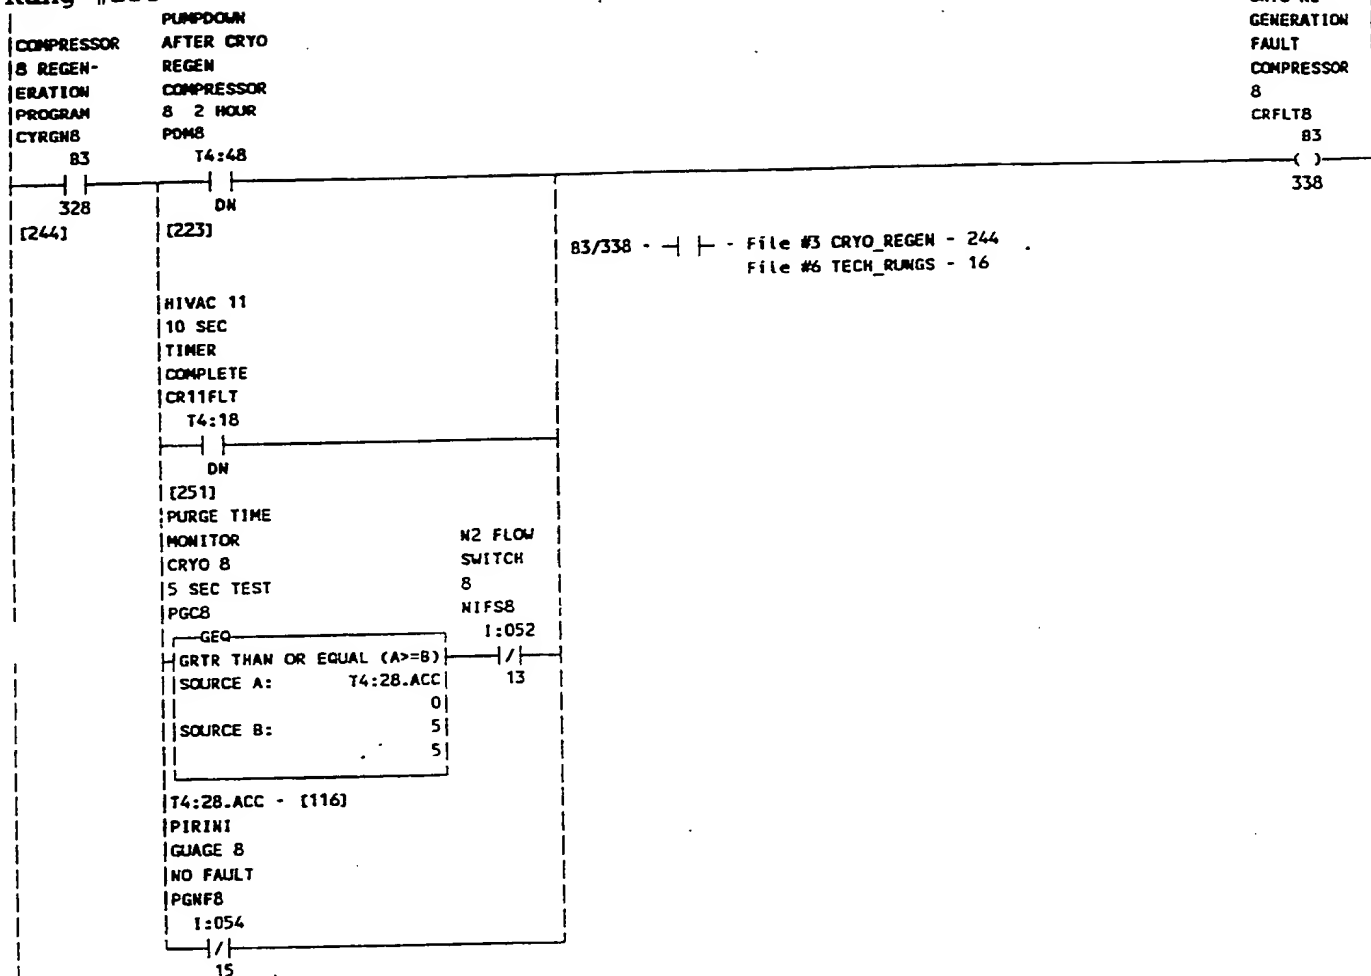 PUMPDOWN
AFTER CRYO
REGEN
COMPRESSOR
8 2 HOUR
PDM8
T4:48
DN
[223]
COMPRESSOR
8 REGEN-
ERATION
PROGRAM
CYRGN8
B3
328
[244]
GENERATION
FAULT
COMPRESSOR
8
CRFLT8
B3
( )
338
B3/338 - ⊣ ⊢ - File #3 CRYO_REGEN - 244
File #6 TECH_RUNGS - 16
HIVAC 11
10 SEC
TIMER
COMPLETE
CR11FLT
T4:18
DN
[251]
PURGE TIME
MONITOR
CRYO 8
5 SEC TEST
PGC8
GEQ
GRTR THAN OR EQUAL (A>=B)
SOURCE A: T4:28.ACC
0
SOURCE B: 5
5
N2 FLOW
SWITCH
8
NIFS8
I:052
/
13
T4:28.ACC - [116]
PIRINI
GUAGE 8
NO FAULT
PGNF8
I:054
/
15